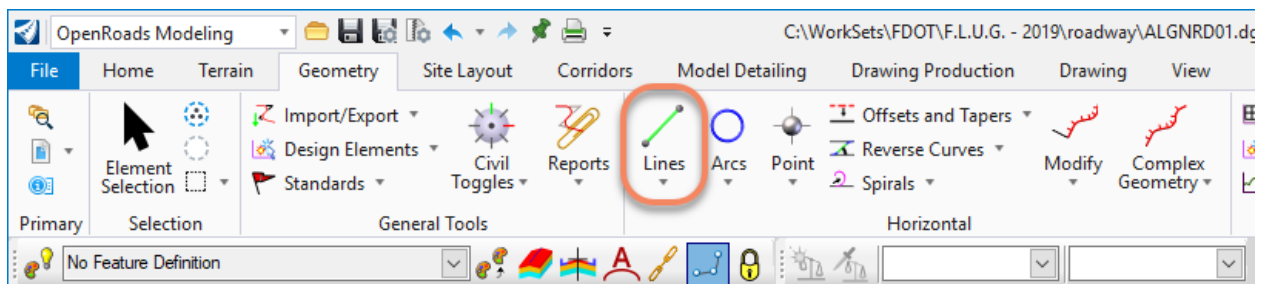 OpenRoads Modeling
C:\WorkSets\FDOT\F.L.U.G. - 2019\roadway\ALGNRD01.dg
File Home Terrain Geometry Site Layout Corridors Model Detailing Drawing Production Drawing View
Import/Export
Design Elements
Standards
Element Selection
Civil Toggles
Reports
Lines
Arcs
Point
Offsets and Tapers
Reverse Curves
Spirals
Modify
Complex Geometry
Primary Selection General Tools Horizontal
No Feature Definition